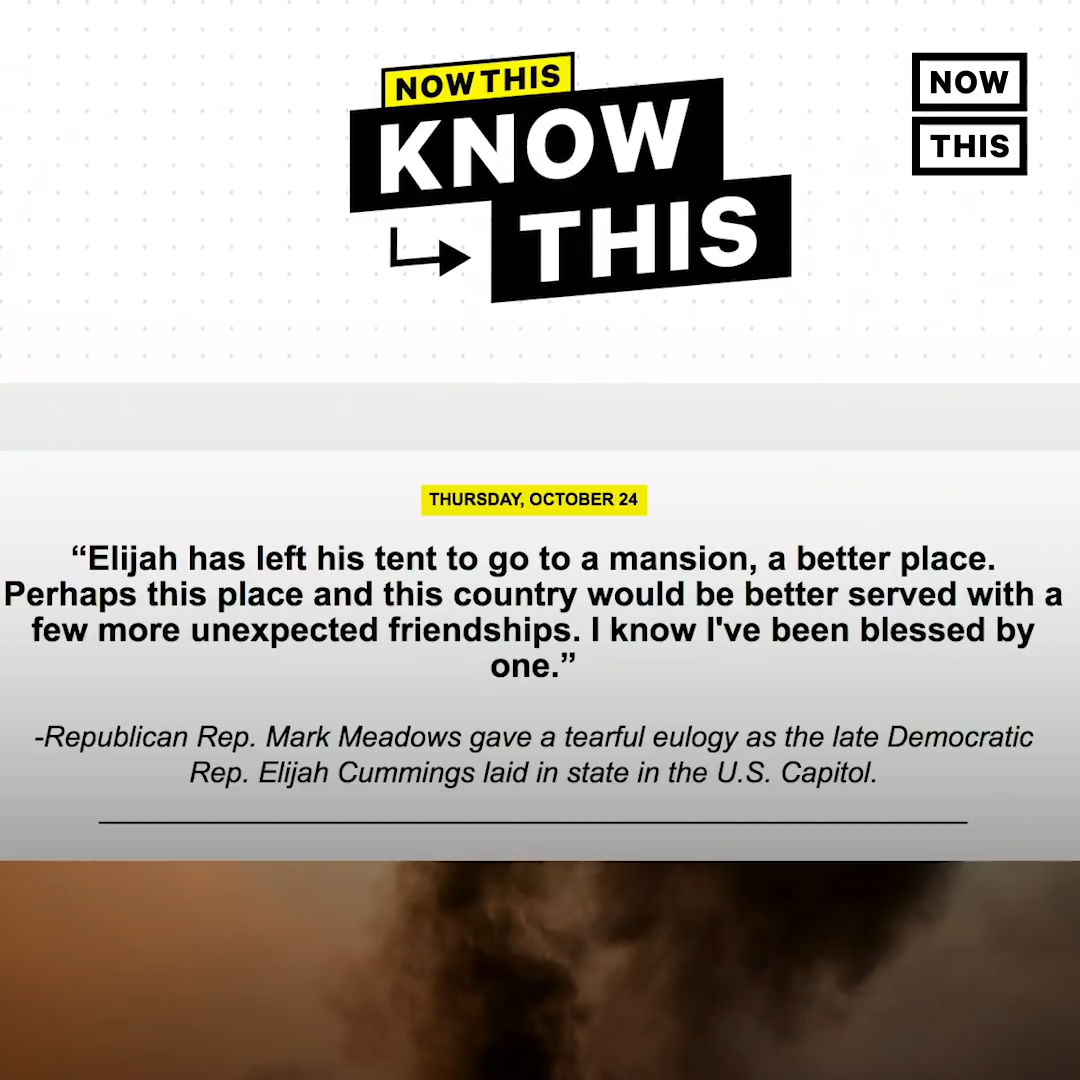 NOW THIS
KNOW
THIS
NOW
THIS
THURSDAY, OCTOBER 24
“Elijah has left his tent to go to a mansion, a better place.
Perhaps this place and this country would be better served with a
few more unexpected friendships. I know I've been blessed by
one.”
-Republican Rep. Mark Meadows gave a tearful eulogy as the late Democratic
Rep. Elijah Cummings laid in state in the U.S. Capitol.